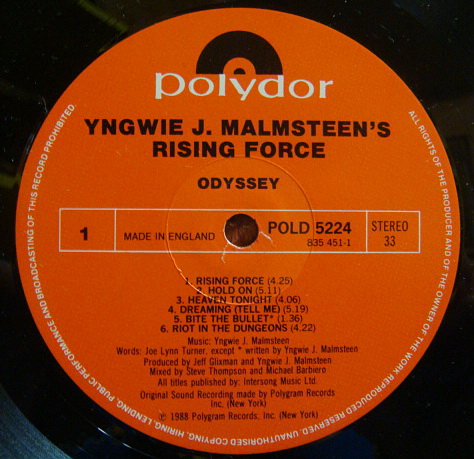 polydor
YNGWIE J. MALMSTEEN'S
RISING FORCE
ODYSSEY
1
MADE IN ENGLAND
POLD 5224
835 451-1
STEREO
33
1. RISING FORCE (4.25)
2. HOLD ON (5.11)
3. HEAVEN TONIGHT (4.06)
4. DREAMING (TELL ME) (5.19)
5. BITE THE BULLET* (1.36)
6. RIOT IN THE DUNGEONS (4.22)
Music: Yngwie J. Malmsteen
Words: Joe Lynn Turner, except * written by Yngwie J. Malmsteen
Produced by Jeff Glixman and Yngwie J. Malmsteen
Mixed by Steve Thompson and Michael Barbiero
All titles published by: Intersong Music Ltd.
Original Sound Recording made by Polygram Records
Inc. (New York)
℗ 1988 Polygram Records, Inc. (New York)
ALL RIGHTS OF THE PRODUCER AND OF THE OWNER OF THE WORK REPRODUCED RESERVED. UNAUTHORISED COPYING, HIRING, LENDING, PUBLIC PERFORMANCE AND BROADCASTING OF THIS RECORD PROHIBITED.